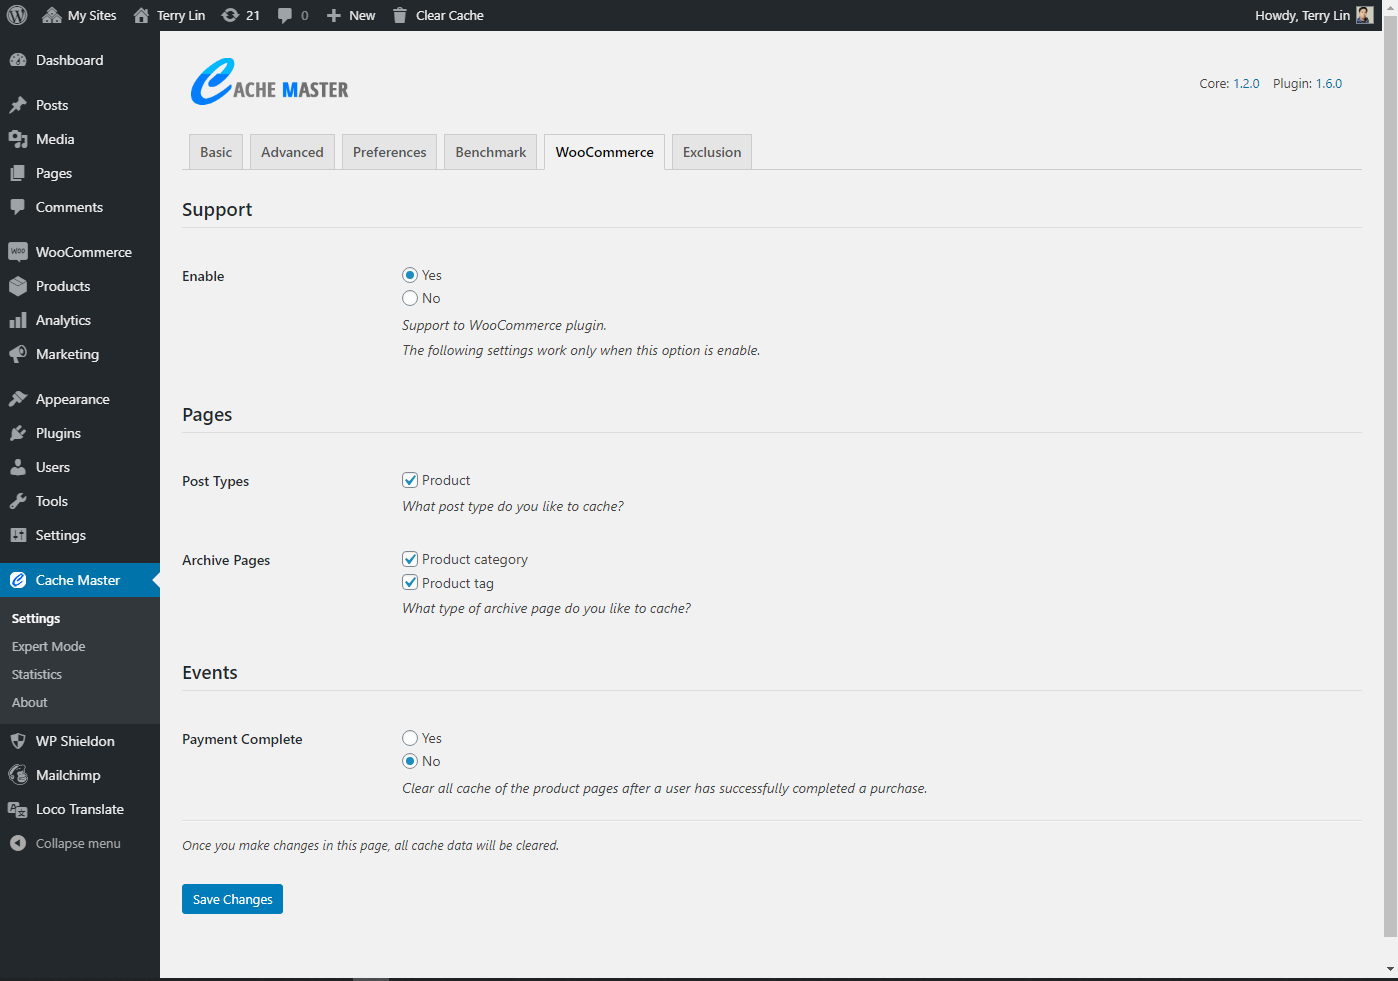 My Sites Terry Lin 21 0 New Clear Cache Howdy, Terry Lin
Dashboard
Posts
Media
Pages
Comments
WooCommerce
Products
Analytics
Marketing
Appearance
Plugins
Users
Tools
Settings
Cache Master
Settings
Expert Mode
Statistics
About
WP Shieldon
Mailchimp
Loco Translate
Collapse menu
CACHE MASTER
Core: 1.2.0 Plugin: 1.6.0
Basic Advanced Preferences Benchmark WooCommerce Exclusion
Support
Enable
Yes
No
Support to WooCommerce plugin.
The following settings work only when this option is enable.
Pages
Post Types
Product
What post type do you like to cache?
Archive Pages
Product category
Product tag
What type of archive page do you like to cache?
Events
Payment Complete
Yes
No
Clear all cache of the product pages after a user has successfully completed a purchase.
Once you make changes in this page, all cache data will be cleared.
Save Changes